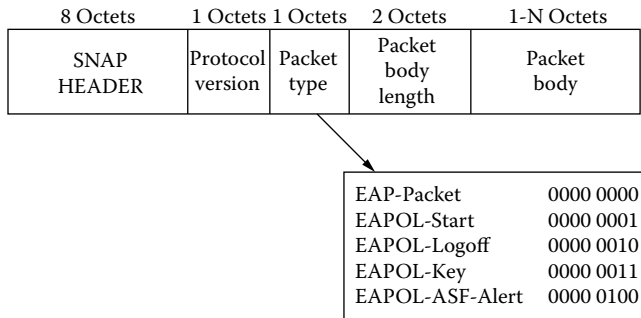 8 Octets 1 Octets 1 Octets 2 Octets 1-N Octets
SNAP HEADER
Protocol version
Packet type
Packet body length
Packet body
EAP-Packet 0000 0000
EAPOL-Start 0000 0001
EAPOL-Logoff 0000 0010
EAPOL-Key 0000 0011
EAPOL-ASF-Alert 0000 0100